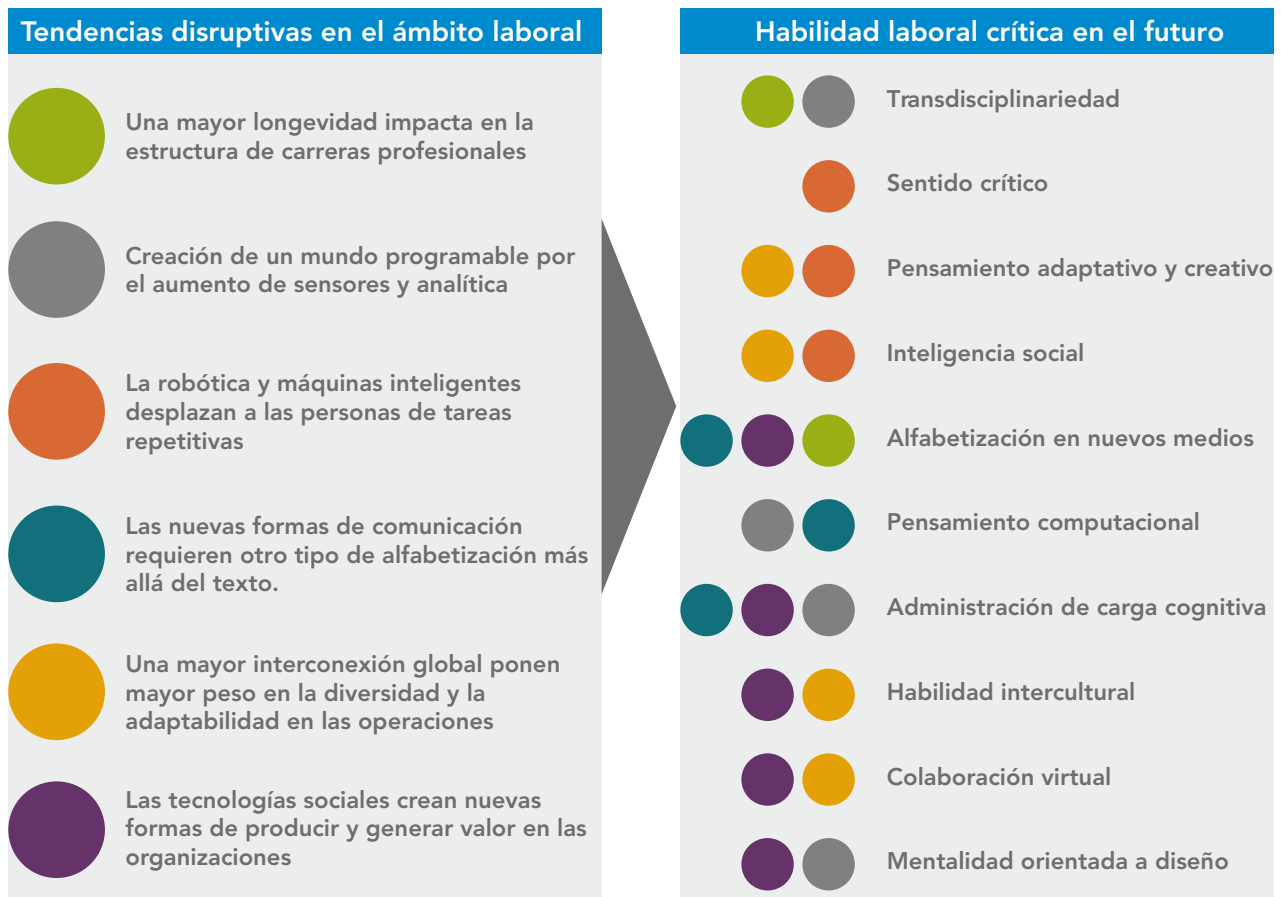 Tendencias disruptivas en el ámbito laboral
Una mayor longevidad impacta en la
estructura de carreras profesionales
Creación de un mundo programable por
el aumento de sensores y analítica
La robótica y máquinas inteligentes
desplazan a las personas de tareas
repetitivas
Las nuevas formas de comunicación
requieren otro tipo de alfabetización más
allá del texto.
Una mayor interconexión global ponen
mayor peso en la diversidad y la
adaptabilidad en las operaciones
Las tecnologías sociales crean nuevas
formas de producir y generar valor en las
organizaciones
Habilidad laboral crítica en el futuro
Transdisciplinariedad
Sentido crítico
Pensamiento adaptativo y creativo
Inteligencia social
Alfabetización en nuevos medios
Pensamiento computacional
Administración de carga cognitiva
Habilidad intercultural
Colaboración virtual
Mentalidad orientada a diseño